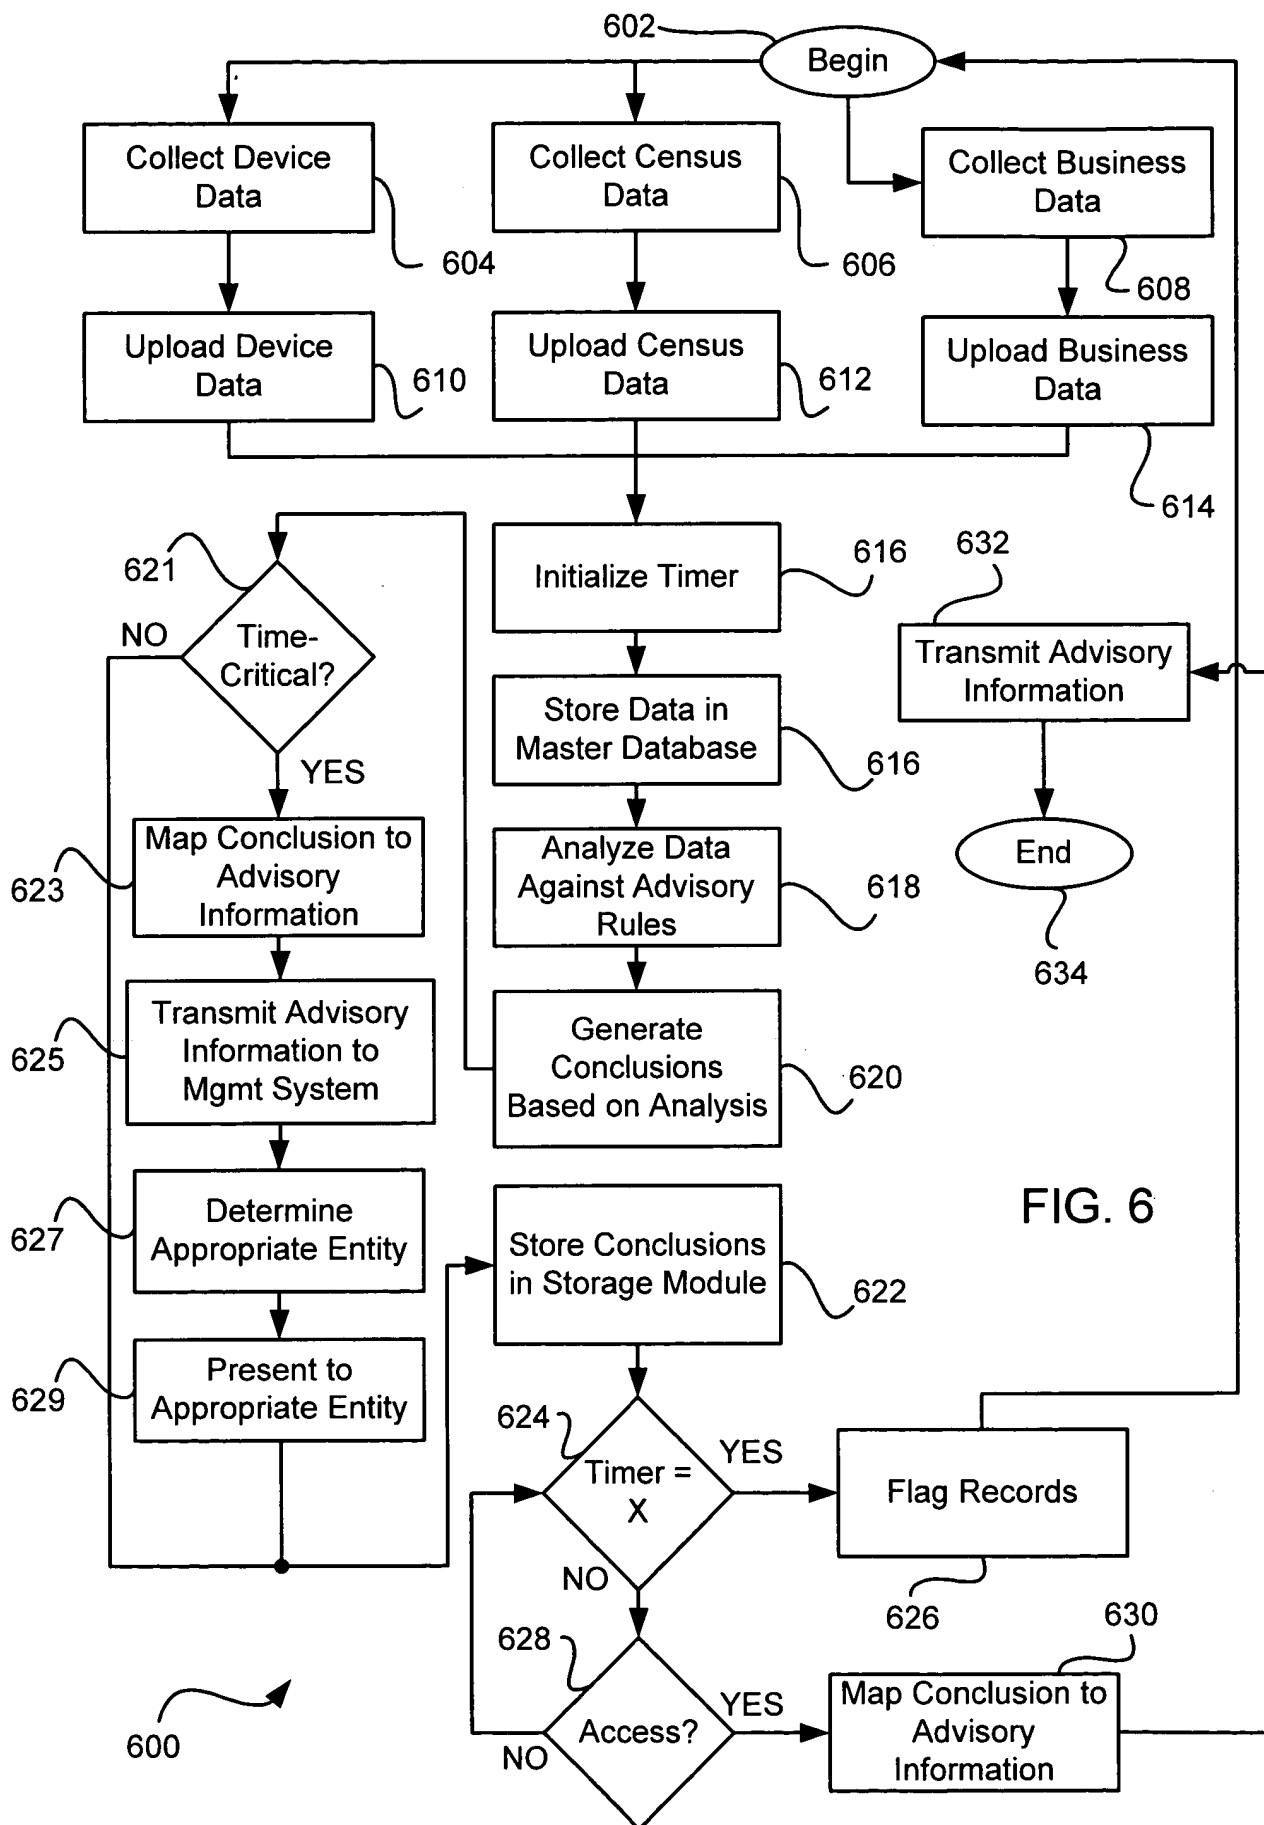 602
Begin
Collect Device
Data
604
Collect Census
Data
606
Collect Business
Data
608
Upload Device
Data
610
Upload Census
Data
612
Upload Business
Data
614
621
NO
Time-
Critical?
YES
Initialize Timer
616
632
Transmit Advisory
Information
Store Data in
Master Database
616
End
634
Map Conclusion to
Advisory
Information
623
Analyze Data
Against Advisory
Rules
618
Transmit Advisory
Information to
Mgmt System
625
Generate
Conclusions
Based on Analysis
620
Determine
Appropriate Entity
627
Store Conclusions
in Storage Module
622
FIG. 6
Present to
Appropriate Entity
629
624
Timer =
X
YES
NO
Flag Records
626
628
Access?
YES
NO
630
Map Conclusion to
Advisory
Information
600